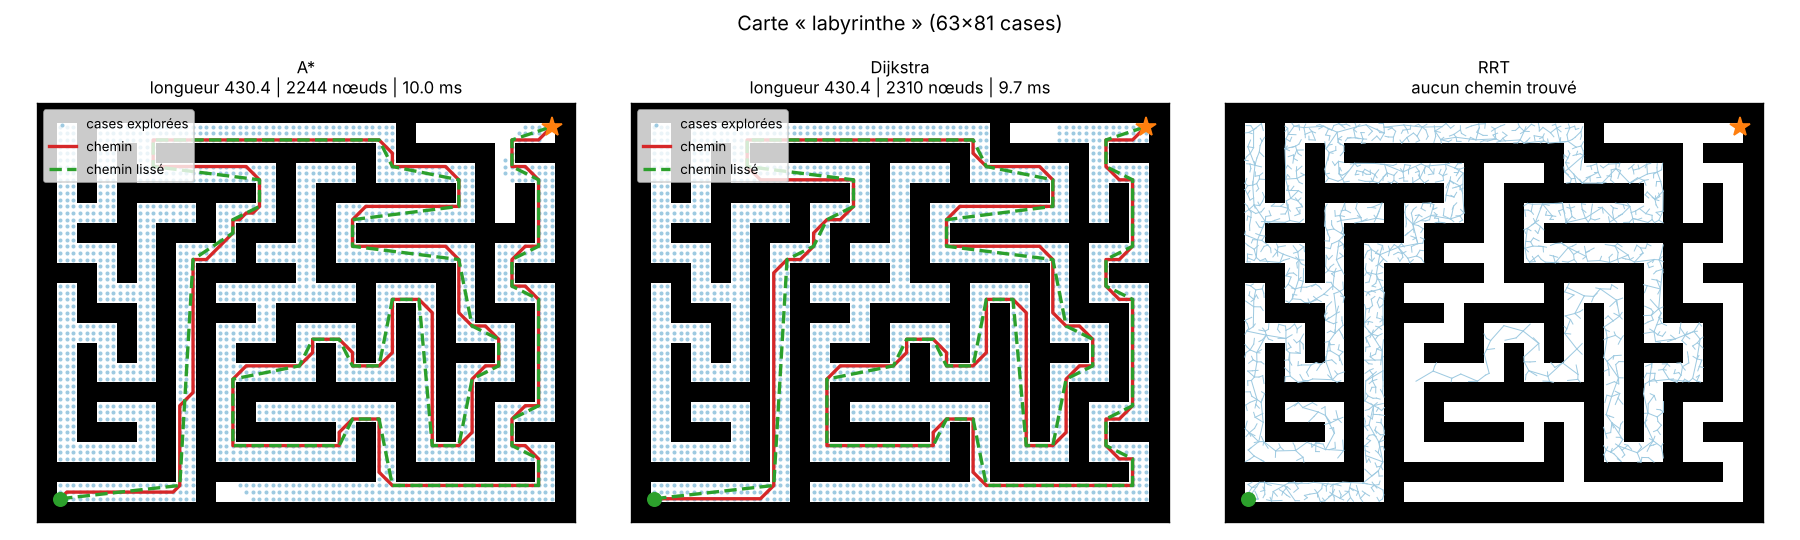 Carte « labyrinthe » (63×81 cases)
A*
longueur 430.4 | 2244 nœuds | 10.0 ms
cases explorées
chemin
chemin lissé
Dijkstra
longueur 430.4 | 2310 nœuds | 9.7 ms
cases explorées
chemin
chemin lissé
RRT
aucun chemin trouvé